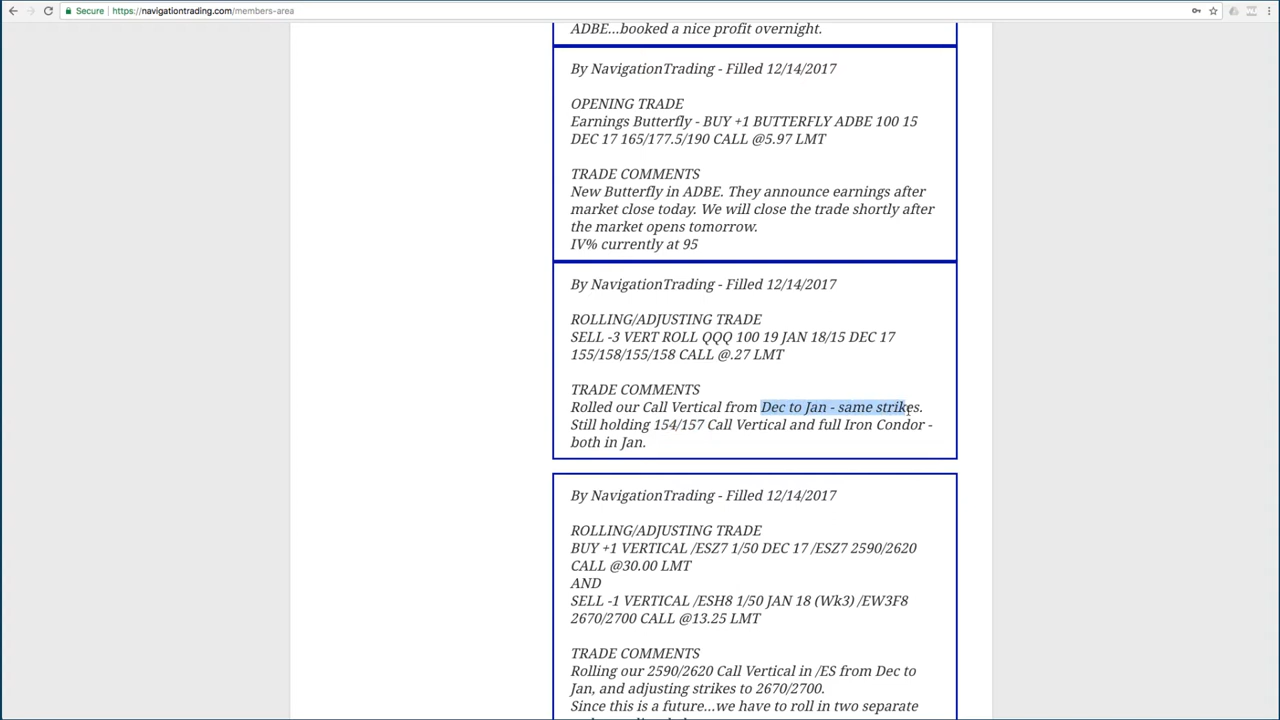 Secure
https://navigationtrading.com/members-area
ADBE...booked a nice profit overnight.
By NavigationTrading - Filled 12/14/2017
OPENING TRADE
Earnings Butterfly - BUY +1 BUTTERFLY ADBE 100 15
DEC 17 165/177.5/190 CALL @5.97 LMT
TRADE COMMENTS
New Butterfly in ADBE. They announce earnings after
market close today. We will close the trade shortly after
the market opens tomorrow.
IV% currently at 95
By NavigationTrading - Filled 12/14/2017
ROLLING/ADJUSTING TRADE
SELL -3 VERT ROLL QQQ 100 19 JAN 18/15 DEC 17
155/158/155/158 CALL @.27 LMT
TRADE COMMENTS
Rolled our Call Vertical from Dec to Jan - same strikes.
Still holding 154/157 Call Vertical and full Iron Condor -
both in Jan.
By NavigationTrading - Filled 12/14/2017
ROLLING/ADJUSTING TRADE
BUY +1 VERTICAL /ESZ7 1/50 DEC 17 /ESZ7 2590/2620
CALL @30.00 LMT
AND
SELL -1 VERTICAL /ESH8 1/50 JAN 18 (Wk3) /EW3F8
2670/2700 CALL @13.25 LMT
TRADE COMMENTS
Rolling our 2590/2620 Call Vertical in /ES from Dec to
Jan, and adjusting strikes to 2670/2700.
Since this is a future...we have to roll in two separate